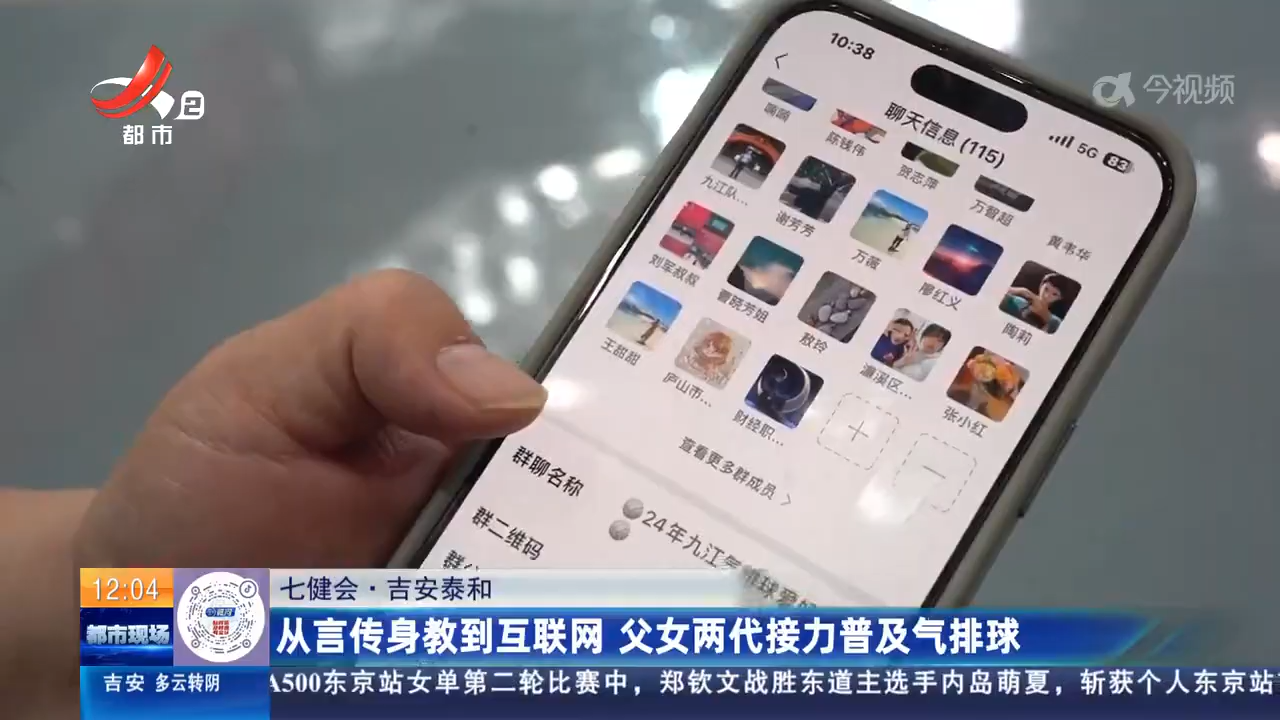 都市2
今视频
10:38
5G 83
聊天信息(115)
陈钱伟
贺志萍
万智超
黄韦华
九江队...
谢芳芳
万薇
廖红义
陶莉
刘军叔叔
曹晓芳姐
敖玲
濂溪区...
张小红
王甜甜
庐山市...
财经职...
查看更多群成员
群聊名称
24年九江气排球爱
群二维码
12:04
七健会·吉安泰和
都市现场
从言传身教到互联网 父女两代接力普及气排球
吉安 多云转阴
A500东京站女单第二轮比赛中，郑钦文战胜东道主选手内岛萌夏，斩获个人东京站